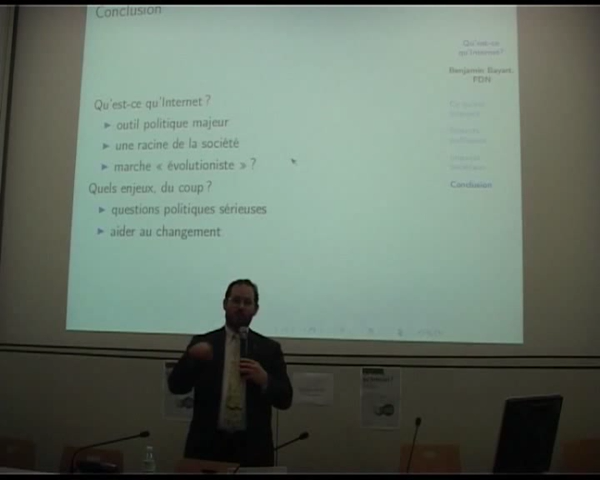 Conclusion
Qu'est-ce qu'Internet ?
► outil politique majeur
► une racine de la société
► marche « évolutioniste » ?
Quels enjeux, du coup ?
► questions politiques sérieuses
► aider au changement
Qu'est-ce
qu'Internet?
Benjamin Bayart,
FDN
Conclusion